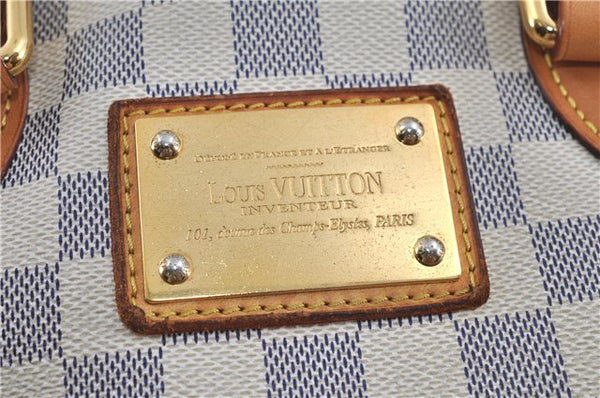 DÉPOSÉ EN FRANCE ET A L'ÉTRANGER
LOUIS VUITTON
INVENTEUR
101, Avenue des Champs-Elysées, PARIS